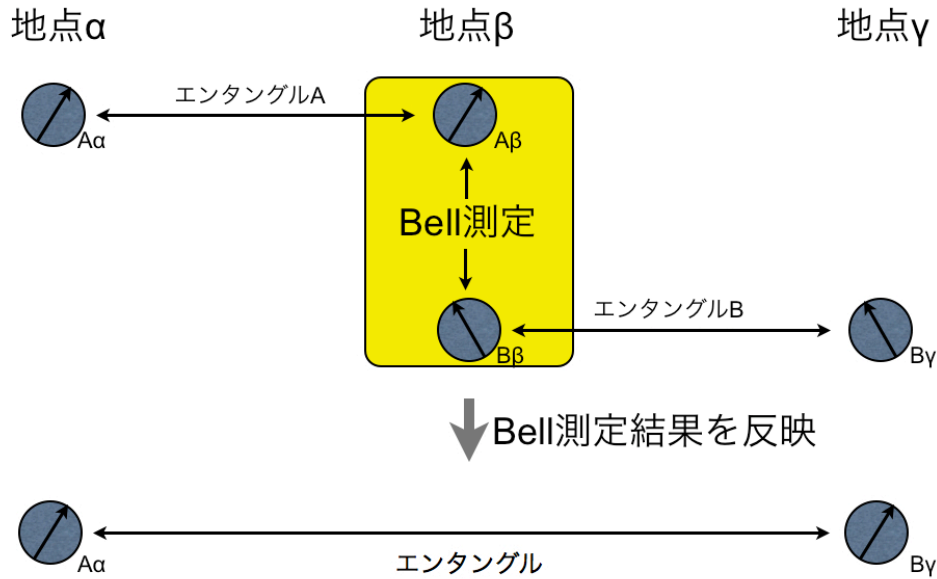 地点α
地点β
地点γ
エンタングルA
Aα
Aβ
Bell測定
エンタングルB
Bβ
Bγ
Bell測定結果を反映
Aα
エンタングル
Bγ